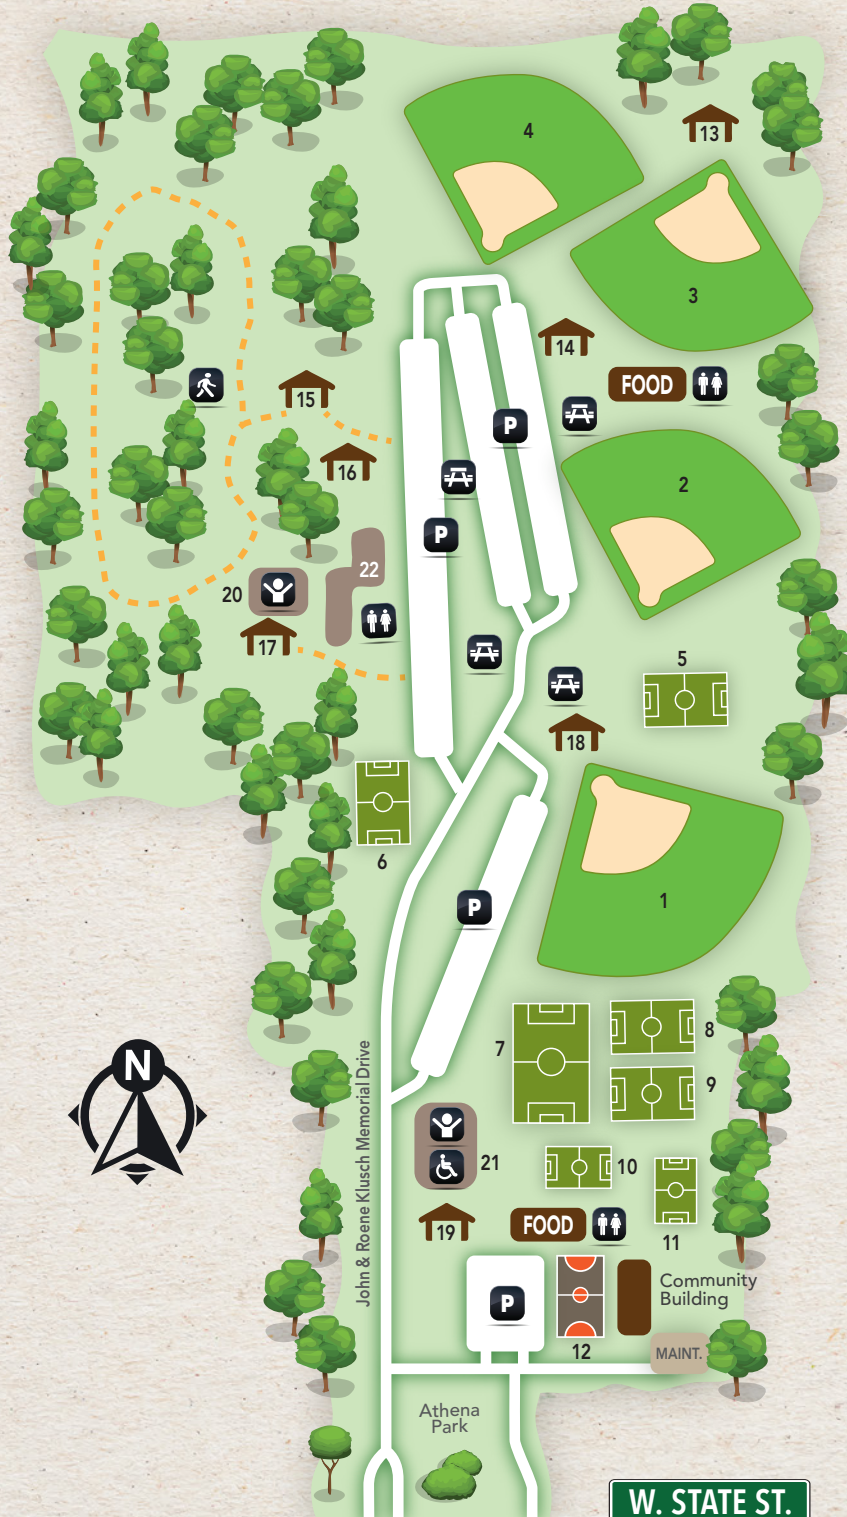 4
13
3
14
FOOD
15
P
16
2
P
22
20
17
5
18
6
1
P
7
8
9
N
John & Roene Klusch Memorial Drive
21
10
11
19
FOOD
P
Community
Building
12
MAINT.
Athena
Park
W. STATE ST.